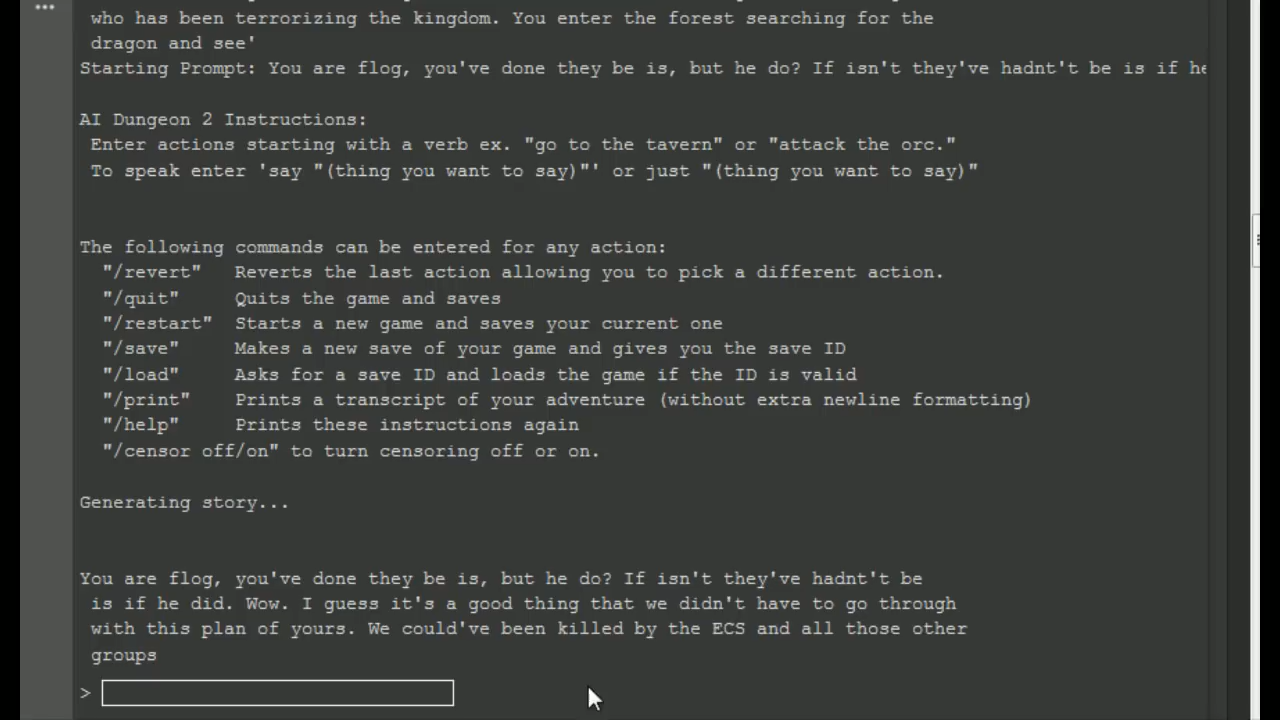 who has been terrorizing the kingdom. You enter the forest searching for the
dragon and see'
Starting Prompt: You are flog, you've done they be is, but he do? If isn't they've hadnt't be is if he
AI Dungeon 2 Instructions:
Enter actions starting with a verb ex. "go to the tavern" or "attack the orc."
To speak enter 'say "(thing you want to say)"' or just "(thing you want to say)"
The following commands can be entered for any action:
"/revert" Reverts the last action allowing you to pick a different action.
"/quit" Quits the game and saves
"/restart" Starts a new game and saves your current one
"/save" Makes a new save of your game and gives you the save ID
"/load" Asks for a save ID and loads the game if the ID is valid
"/print" Prints a transcript of your adventure (without extra newline formatting)
"/help" Prints these instructions again
"/censor off/on" to turn censoring off or on.
Generating story...
You are flog, you've done they be is, but he do? If isn't they've hadnt't be
is if he did. Wow. I guess it's a good thing that we didn't have to go through
with this plan of yours. We could've been killed by the ECS and all those other
groups
>